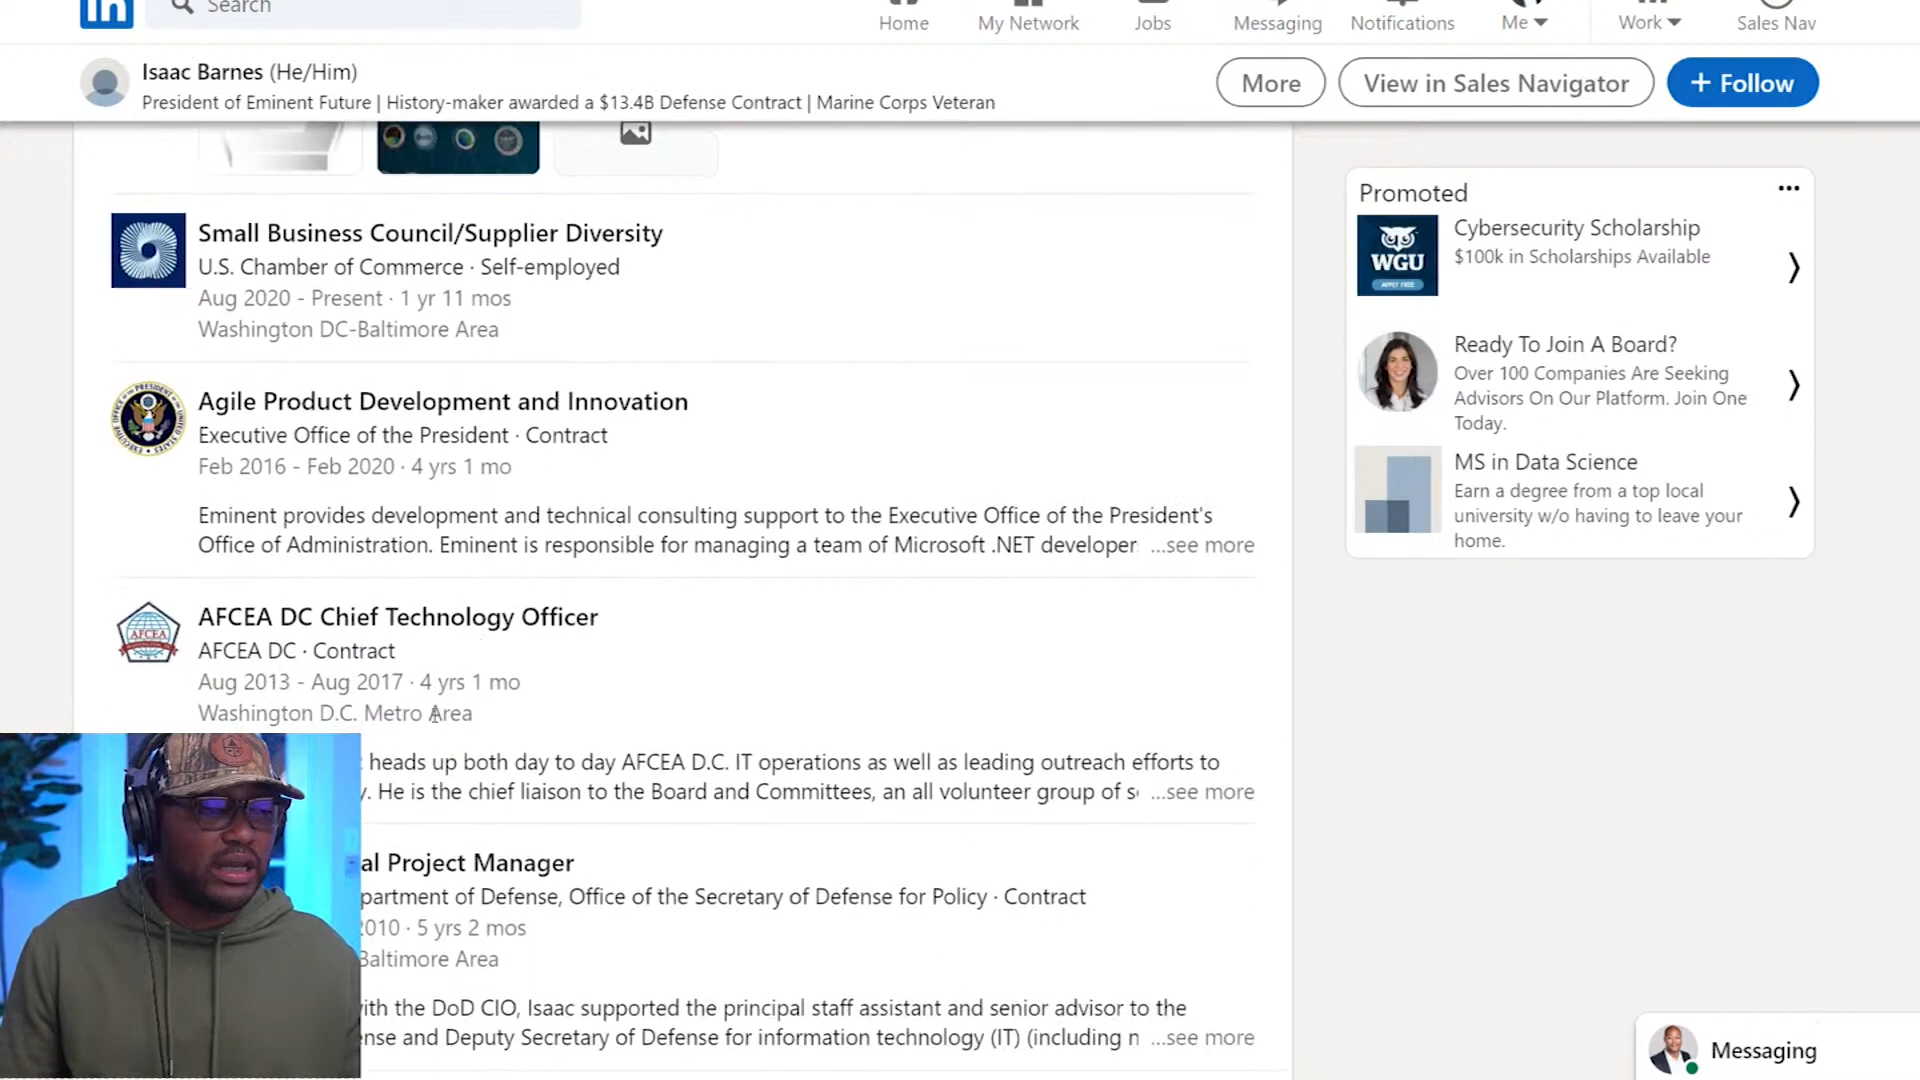 in
Search
Home
My Network
Jobs
Messaging
Notifications
Me
Work
Sales Nav
Isaac Barnes (He/Him)
President of Eminent Future | History-maker awarded a $13.4B Defense Contract | Marine Corps Veteran
More
View in Sales Navigator
+ Follow
Small Business Council/Supplier Diversity
U.S. Chamber of Commerce · Self-employed
Aug 2020 - Present · 1 yr 11 mos
Washington DC-Baltimore Area
Agile Product Development and Innovation
Executive Office of the President · Contract
Feb 2016 - Feb 2020 · 4 yrs 1 mo
Eminent provides development and technical consulting support to the Executive Office of the President's
Office of Administration. Eminent is responsible for managing a team of Microsoft .NET developer ...see more
AFCEA
AFCEA DC Chief Technology Officer
AFCEA DC · Contract
Aug 2013 - Aug 2017 · 4 yrs 1 mo
Washington D.C. Metro Area
heads up both day to day AFCEA D.C. IT operations as well as leading outreach efforts to
. He is the chief liaison to the Board and Committees, an all volunteer group of s ...see more
al Project Manager
partment of Defense, Office of the Secretary of Defense for Policy · Contract
2010 · 5 yrs 2 mos
Baltimore Area
ith the DoD CIO, Isaac supported the principal staff assistant and senior advisor to the
nse and Deputy Secretary of Defense for information technology (IT) (including n ...see more
Promoted
WGU
APPLY FREE
Cybersecurity Scholarship
$100k in Scholarships Available
Ready To Join A Board?
Over 100 Companies Are Seeking
Advisors On Our Platform. Join One
Today.
MS in Data Science
Earn a degree from a top local
university w/o having to leave your
home.
Messaging